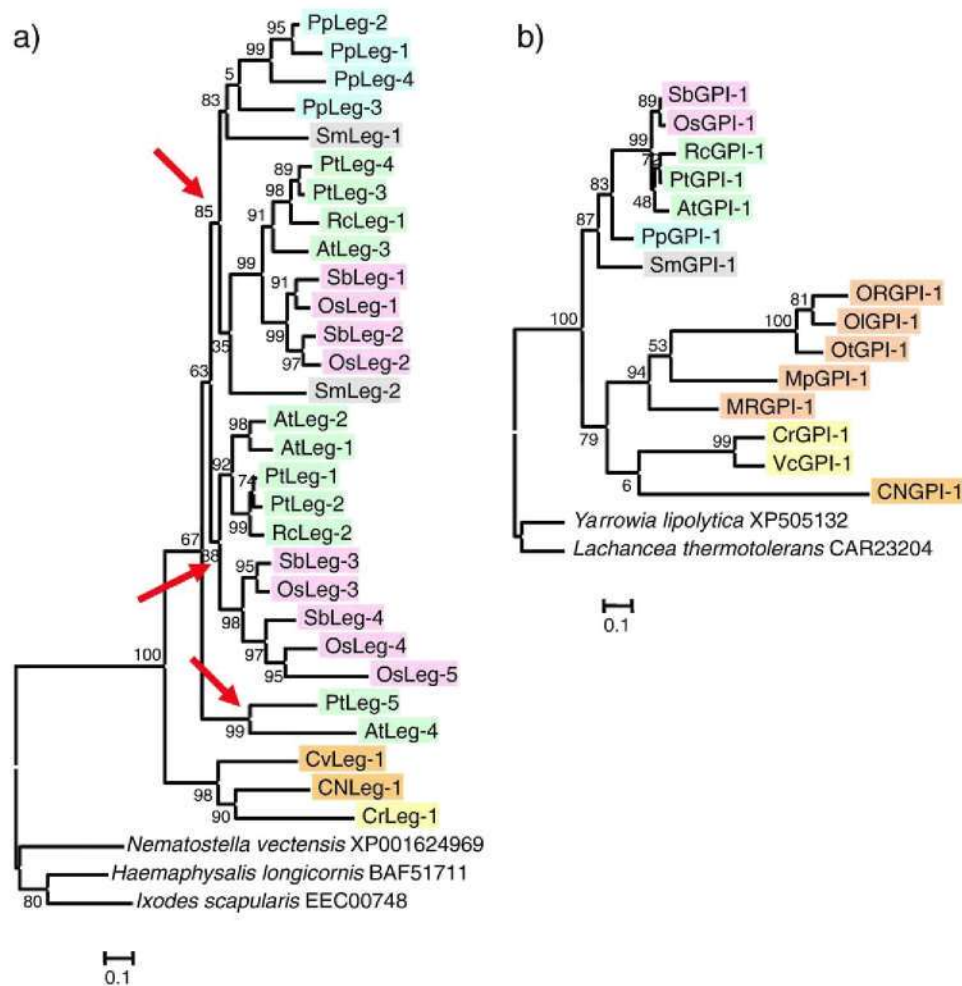 a)
95
PpLeg-2
99
PpLeg-1
5
PpLeg-4
83
PpLeg-3
SmLeg-1
89
PtLeg-4
98
PtLeg-3
85
91
RcLeg-1
AtLeg-3
99
91
SbLeg-1
OsLeg-1
99
SbLeg-2
35
97
OsLeg-2
63
SmLeg-2
98
AtLeg-2
92
AtLeg-1
74
PtLeg-1
PtLeg-2
99
RcLeg-2
67
38
95
SbLeg-3
OsLeg-3
98
SbLeg-4
97
OsLeg-4
100
95
OsLeg-5
PtLeg-5
99
AtLeg-4
CvLeg-1
98
CNLeg-1
90
CrLeg-1
Nematostella vectensis XP001624969
Haemaphysalis longicornis BAF51711
80
Ixodes scapularis EEC00748
0.1
b)
89
SbGPI-1
99
OsGPI-1
RcGPI-1
83
PtGPI-1
48
AtGPI-1
87
PpGPI-1
SmGPI-1
81
ORGPI-1
100
100
OlGPI-1
53
OtGPI-1
94
MpGPI-1
MRGPI-1
79
99
CrGPI-1
VcGPI-1
6
CNGPI-1
Yarrowia lipolytica XP505132
Lachancea thermotolerans CAR23204
0.1